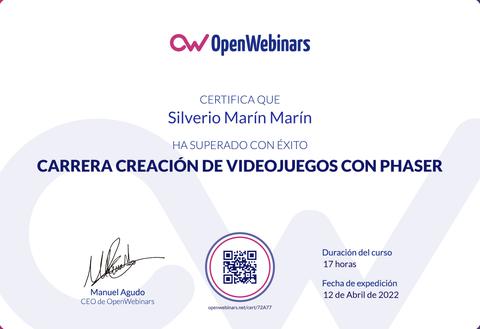 OpenWebinars
CERTIFICA QUE
Silverio Marín Marín
HA SUPERADO CON ÉXITO
CARRERA CREACIÓN DE VIDEOJUEGOS CON PHASER
Manuel Agudo
CEO de OpenWebinars
openwebinars.net/cert/72A77
Duración del curso
17 horas
Fecha de expedición
12 de Abril de 2022